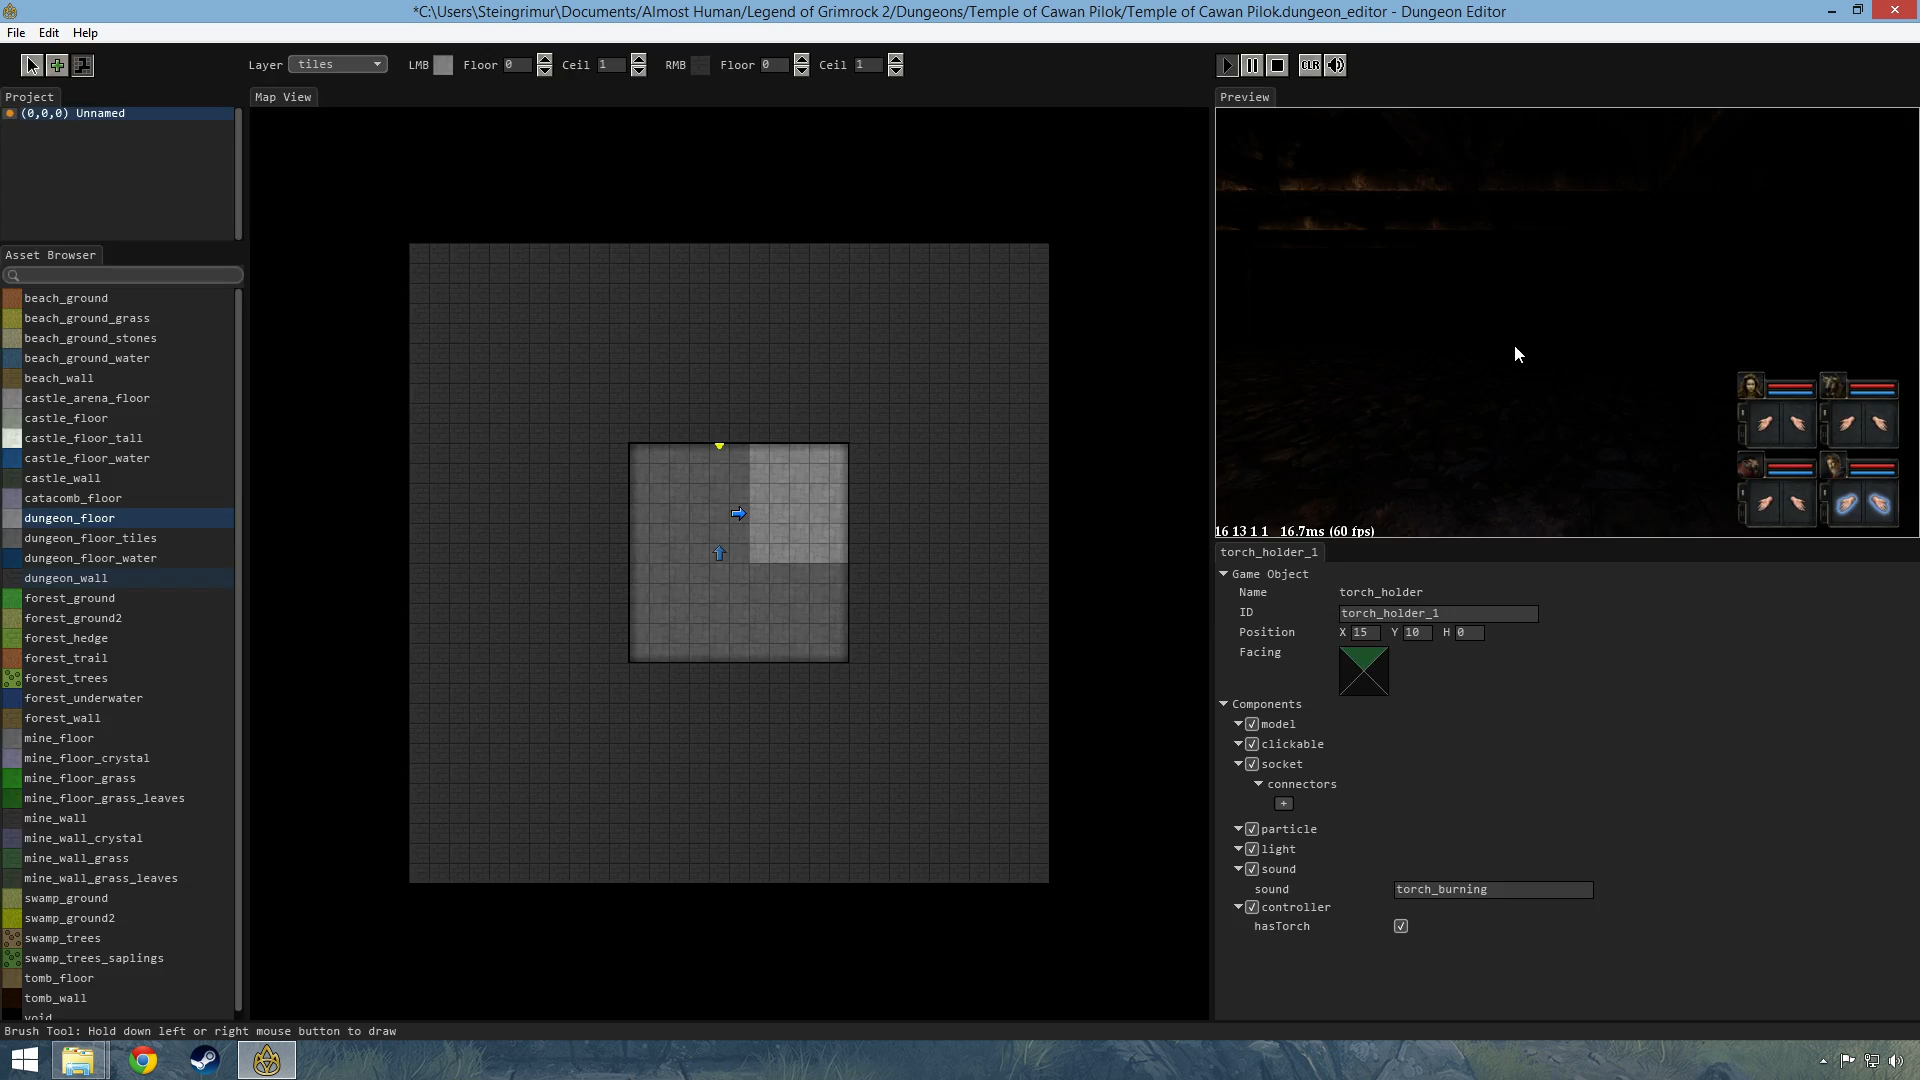 *C:\Users\Steingrimur\Documents/Almost Human/Legend of Grimrock 2/Dungeons/Temple of Cawan Pilok/Temple of Cawan Pilok.dungeon_editor - Dungeon Editor
File Edit Help
Layer tiles LMB Floor 0 Ceil 1 RMB Floor 0 Ceil 1 CLR
Project Map View Preview
(0,0,0) Unnamed
Asset Browser
beach_ground
beach_ground_grass
beach_ground_stones
beach_ground_water
beach_wall
castle_arena_floor
castle_floor
castle_floor_tall
castle_floor_water
castle_wall
catacomb_floor
dungeon_floor
dungeon_floor_tiles
dungeon_floor_water
dungeon_wall
forest_ground
forest_ground2
forest_hedge
forest_trail
forest_trees
forest_underwater
forest_wall
mine_floor
mine_floor_crystal
mine_floor_grass
mine_floor_grass_leaves
mine_wall
mine_wall_crystal
mine_wall_grass
mine_wall_grass_leaves
swamp_ground
swamp_ground2
swamp_trees
swamp_trees_saplings
tomb_floor
tomb_wall
void
16 13 1 1 16.7ms (60 fps)
torch_holder_1
Game Object
Name torch_holder
ID torch_holder_1
Position X 15 Y 10 H 0
Facing
Components
model
clickable
socket
connectors
+
particle
light
sound
sound torch_burning
controller
hasTorch
Brush Tool: Hold down left or right mouse button to draw